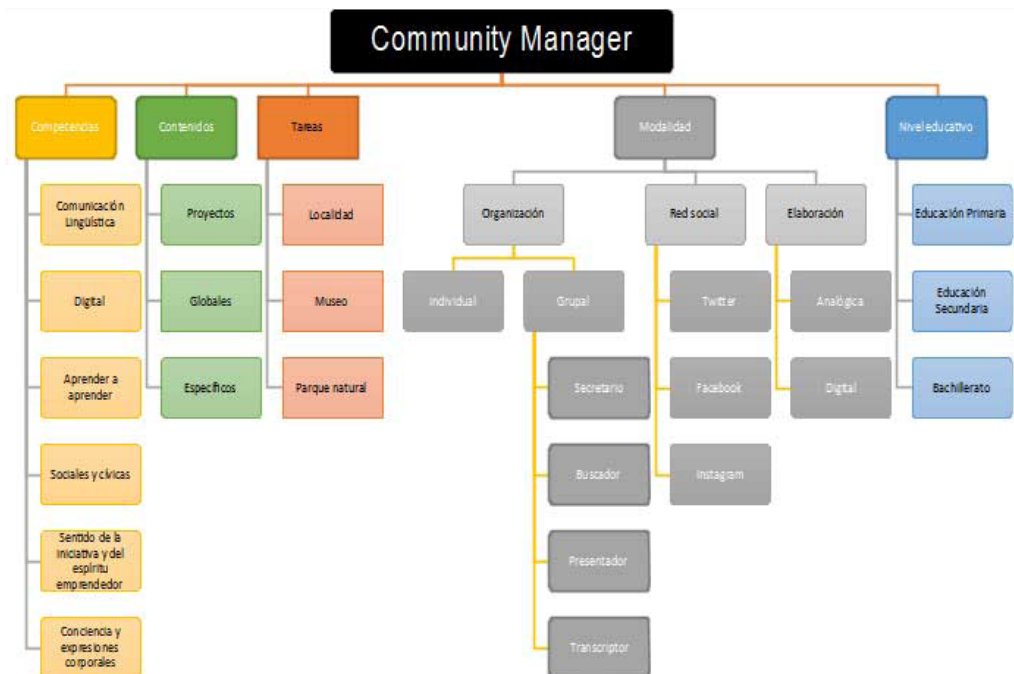 Community Manager
Competencias
Contenidos
Tareas
Modalidad
Nivel educativo
Comunicación
Lingüística
Proyectos
Localidad
Organización
Red social
Elaboración
Educación Primaria
Digital
Globales
Museo
Individual
Grupal
Twitter
Analógica
Educación
Secundaria
Aprender a
aprender
Específicos
Parque natural
Secretario
Facebook
Digital
Bachillerato
Sociales y cívicas
Buscador
Instagram
Sentido de la
iniciativa y del
espíritu
emprendedor
Presentador
Conciencia y
expresiones
corporales
Transcriptor